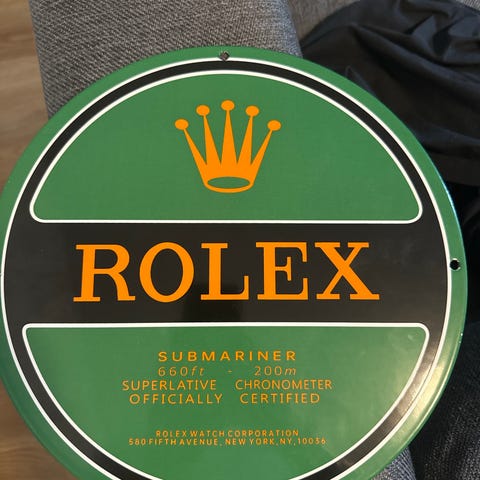 ROLEX
SUBMARINER
660ft - 200m
SUPERLATIVE CHRONOMETER
OFFICIALLY CERTIFIED
ROLEX WATCH CORPORATION
580 FIFTH AVENUE, NEW YORK, NY, 10036